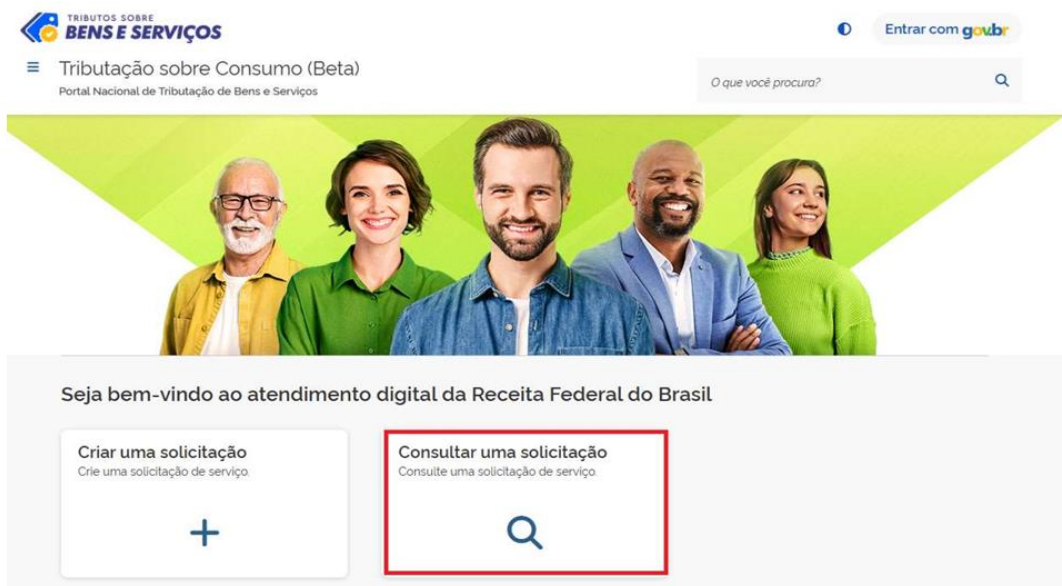 TRIBUTOS SOBRE
BENS E SERVIÇOS
Entrar com gov.br
Tributação sobre Consumo (Beta)
Portal Nacional de Tributação de Bens e Serviços
O que você procura?
Seja bem-vindo ao atendimento digital da Receita Federal do Brasil
Criar uma solicitação
Crie uma solicitação de serviço.
Consultar uma solicitação
Consulte uma solicitação de serviço.